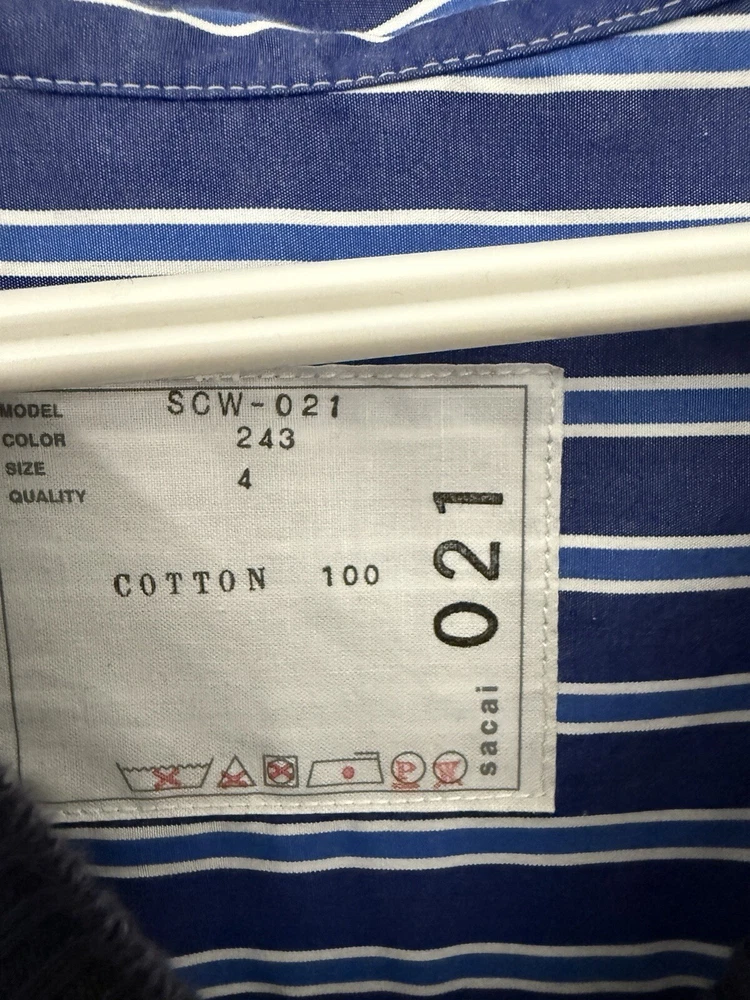 MODEL SCW-021
COLOR 243
SIZE 4
QUALITY
COTTON 100
sacai 021
P